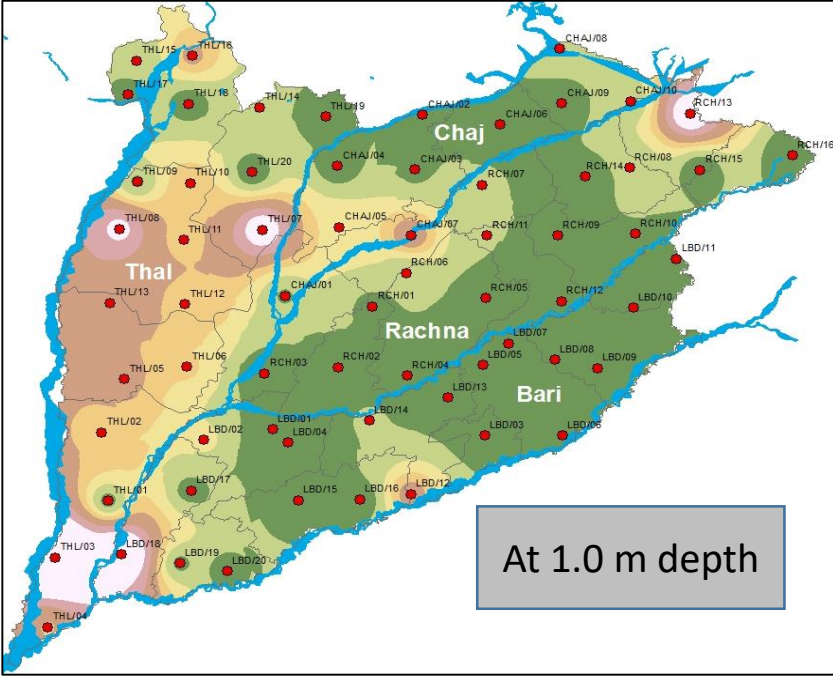 CHAJ/08
THL/16
THL/15
THL/17
THL/18
THL/14
THL/19
CHAJ/02
CHAJ/06
CHAJ/09
CHAJ/10
RCH/13
Chaj
THL/20
CHAJ/04
CHAJ/03
RCH/14
RCH/08
RCH/15
RCH/16
THL/09
THL/10
RCH/07
THL/08
THL/07
THL/11
CHAJ/05
CHAJ/07
RCH/11
RCH/09
RCH/10
LBD/11
Thal
RCH/06
THL/13
THL/12
CHAJ/01
RCH/01
RCH/05
RCH/12
LBD/10
Rachna
LBD/07
THL/05
THL/06
RCH/03
RCH/02
RCH/04
LBD/05
LBD/08
LBD/09
LBD/13
Bari
THL/02
LBD/02
LBD/01
LBD/04
LBD/14
LBD/03
LBD/06
THL/01
LBD/17
LBD/15
LBD/16
LBD/12
THL/03
LBD/18
LBD/19
LBD/20
At 1.0 m depth
THL/04